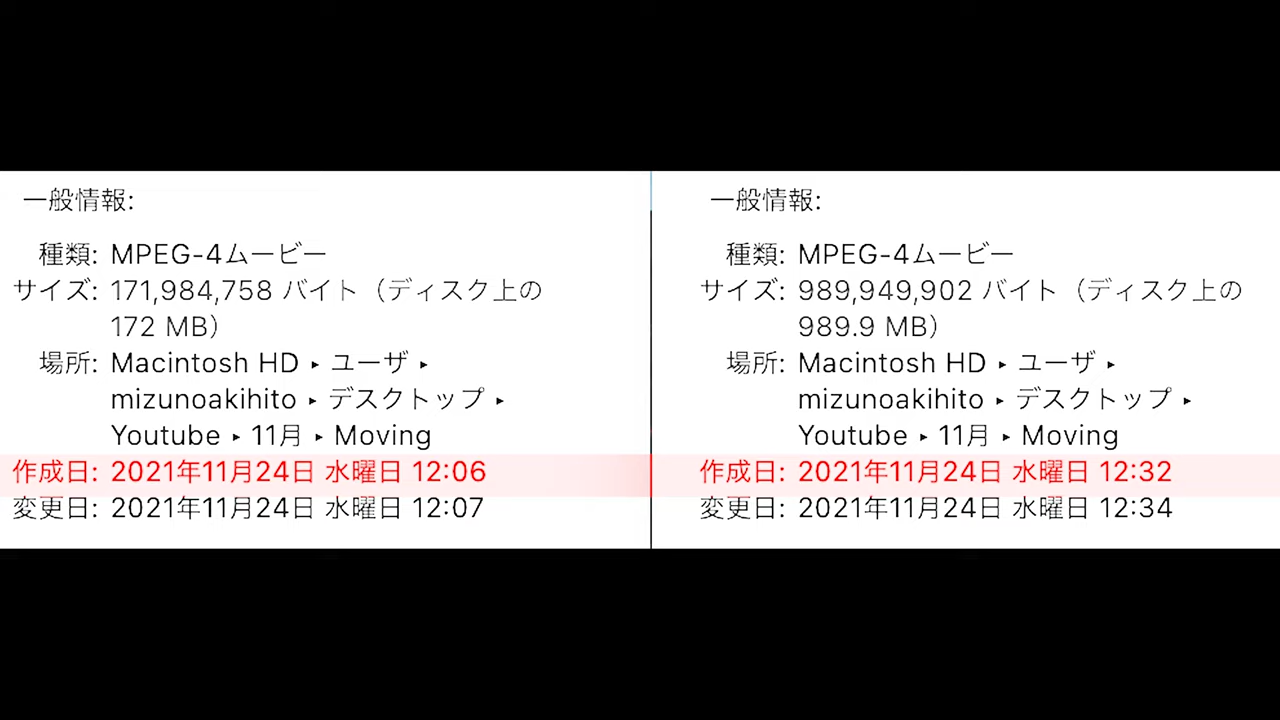 一般情報:
種類: MPEG-4ムービー
サイズ: 171,984,758 バイト（ディスク上の
172 MB）
場所: Macintosh HD ▸ ユーザ ▸
mizunoakihito ▸ デスクトップ ▸
Youtube ▸ 11月 ▸ Moving
作成日: 2021年11月24日 水曜日 12:06
変更日: 2021年11月24日 水曜日 12:07
一般情報:
種類: MPEG-4ムービー
サイズ: 989,949,902 バイト（ディスク上の
989.9 MB）
場所: Macintosh HD ▸ ユーザ ▸
mizunoakihito ▸ デスクトップ ▸
Youtube ▸ 11月 ▸ Moving
作成日: 2021年11月24日 水曜日 12:32
変更日: 2021年11月24日 水曜日 12:34